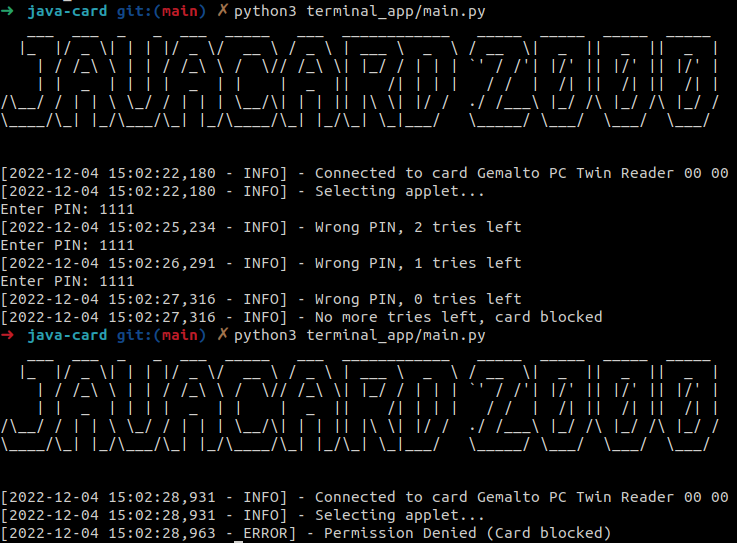 ➜ java-card git:(main) ✗ python3 terminal_app/main.py
JAVACARD 2000
[2022-12-04 15:02:22,180 - INFO] - Connected to card Gemalto PC Twin Reader 00 00
[2022-12-04 15:02:22,180 - INFO] - Selecting applet...
Enter PIN: 1111
[2022-12-04 15:02:25,234 - INFO] - Wrong PIN, 2 tries left
Enter PIN: 1111
[2022-12-04 15:02:26,291 - INFO] - Wrong PIN, 1 tries left
Enter PIN: 1111
[2022-12-04 15:02:27,316 - INFO] - Wrong PIN, 0 tries left
[2022-12-04 15:02:27,316 - INFO] - No more tries left, card blocked
➜ java-card git:(main) ✗ python3 terminal_app/main.py
JAVACARD 2000
[2022-12-04 15:02:28,931 - INFO] - Connected to card Gemalto PC Twin Reader 00 00
[2022-12-04 15:02:28,931 - INFO] - Selecting applet...
[2022-12-04 15:02:28,963 - ERROR] - Permission Denied (Card blocked)